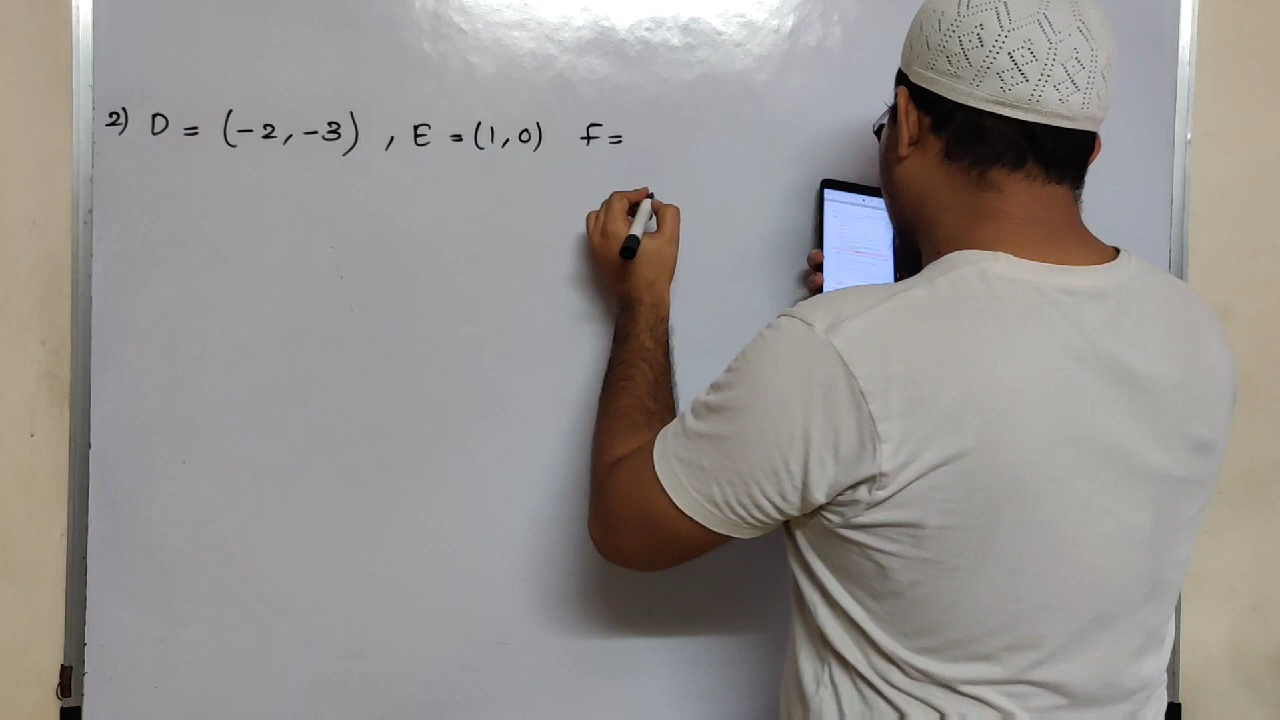 2) D = (-2, -3) , E = (1, 0) F =